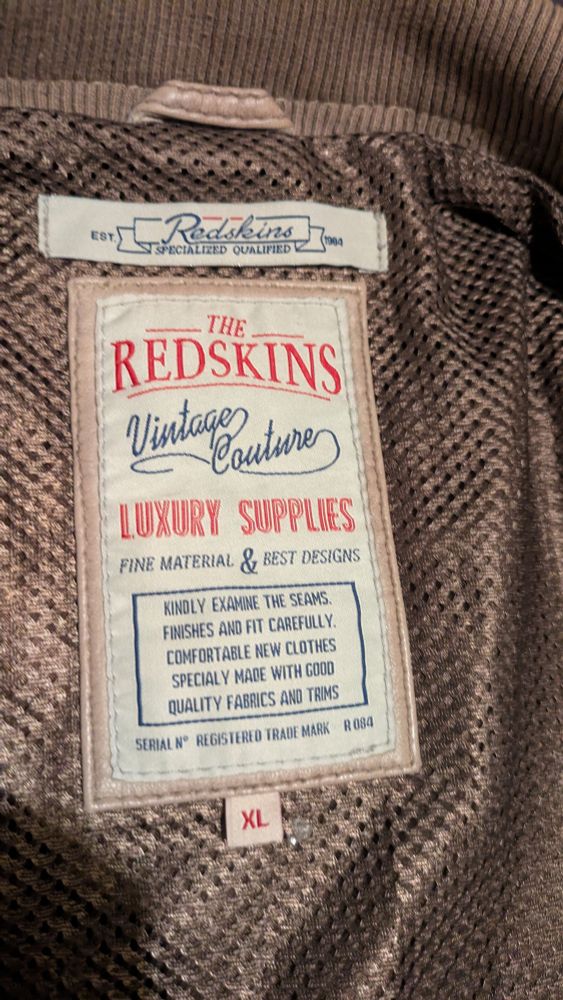 EST. Redskins 1984
SPECIALIZED QUALIFIED
THE
REDSKINS
Vintage
Couture
LUXURY SUPPLIES
FINE MATERIAL & BEST DESIGNS
KINDLY EXAMINE THE SEAMS.
FINISHES AND FIT CAREFULLY.
COMFORTABLE NEW CLOTHES
SPECIALY MADE WITH GOOD
QUALITY FABRICS AND TRIMS
SERIAL Nº REGISTERED TRADE MARK R 084
XL